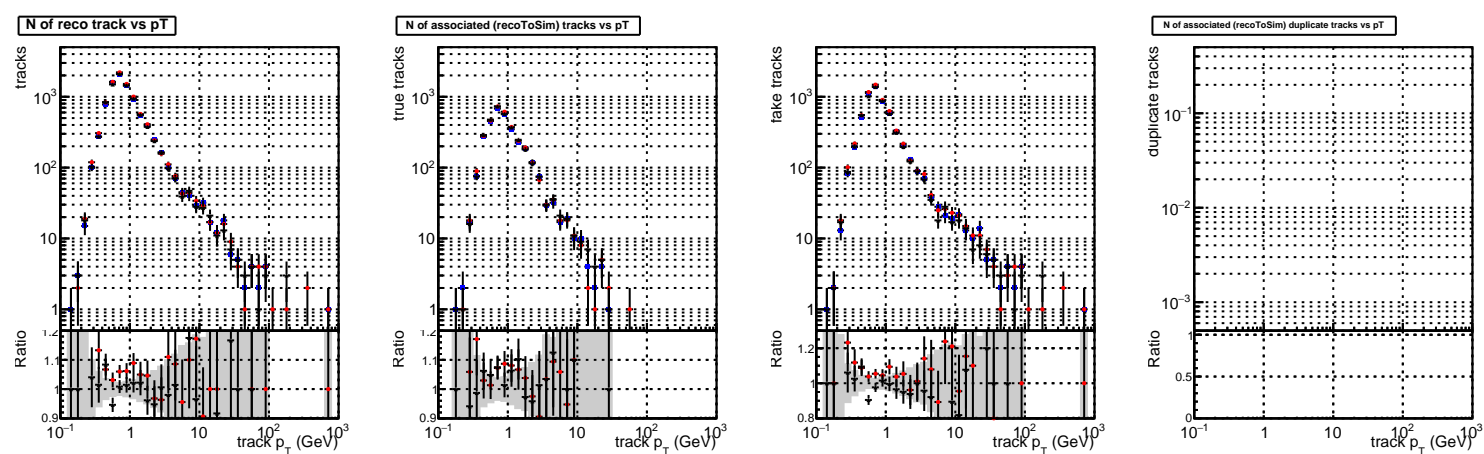 N of reco track vs pT
tracks
10³
10²
10
1
Ratio
1.2
1.1
1
0.9
10⁻¹ 1 10 10² 10³
track p_T (GeV)
N of associated (recoToSim) tracks vs pT
true tracks
10³
10²
10
1
Ratio
1.2
1.1
1
0.9
10⁻¹ 1 10 10² 10³
track p_T (GeV)
fake tracks
10³
10²
10
1
Ratio
1.2
1
0.8
10⁻¹ 1 10 10² 10³
track p_T (GeV)
N of associated (recoToSim) duplicate tracks vs pT
duplicate tracks
10⁻¹
10⁻²
10⁻³
Ratio
1
0.5
0
10⁻¹ 1 10 10² 10³
track p_T (GeV)